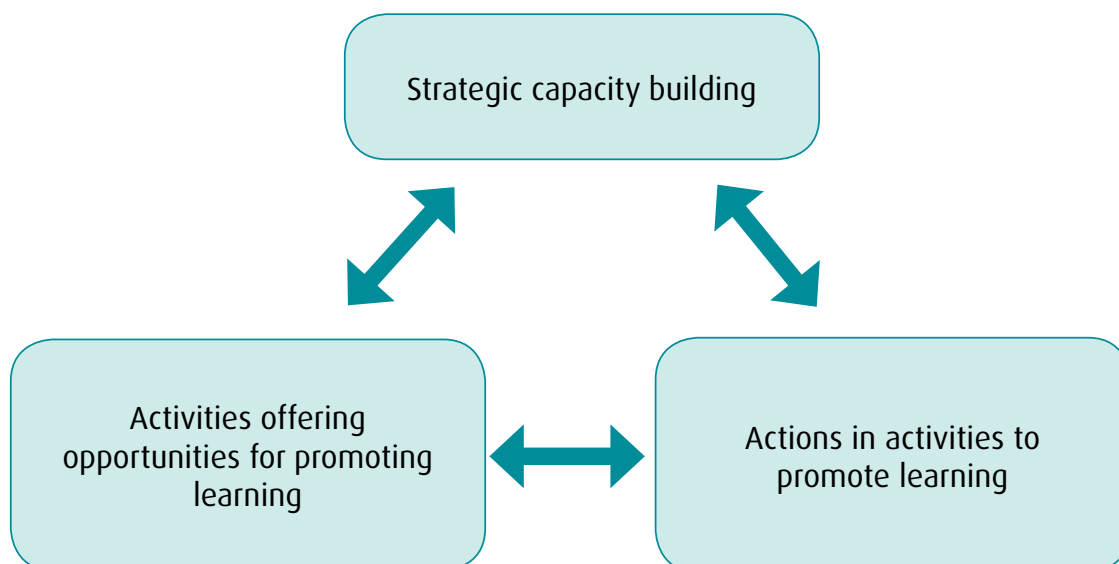 Strategic capacity building
Activities offering
opportunities for promoting
learning
Actions in activities to
promote learning